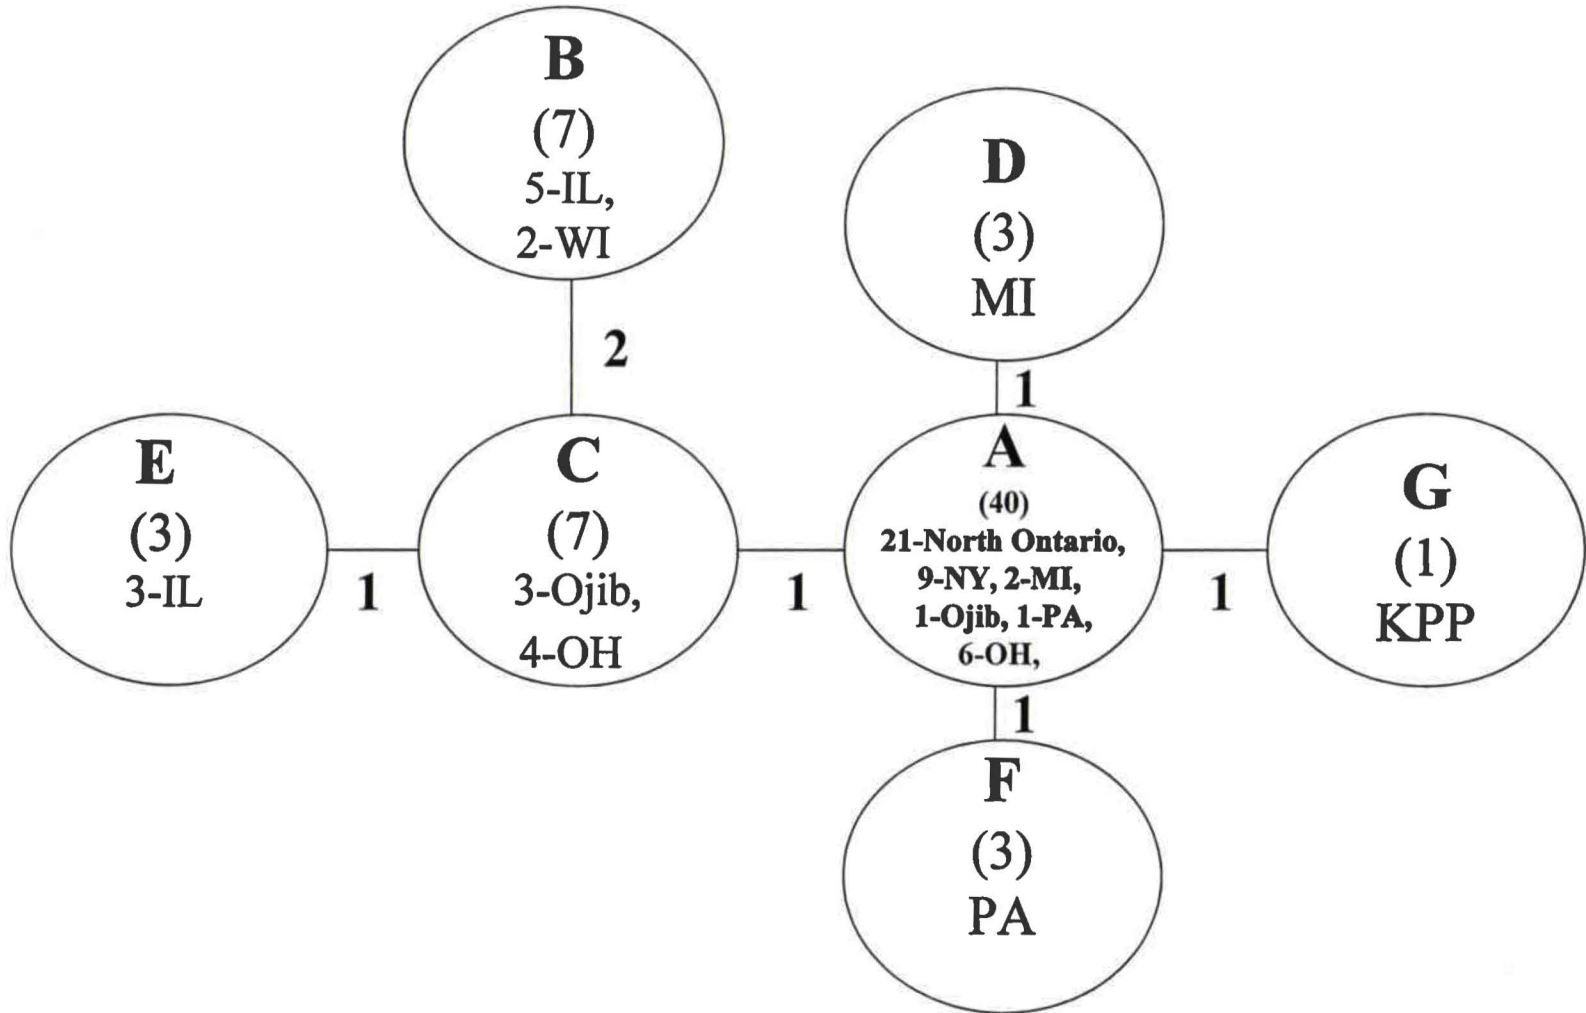 B
(7)
5-IL,
2-WI
2
D
(3)
MI
1
E
(3)
3-IL
1
C
(7)
3-Ojib,
4-OH
1
A
(40)
21-North Ontario,
9-NY, 2-MI,
1-Ojib, 1-PA,
6-OH,
1
G
(1)
KPP
1
F
(3)
PA